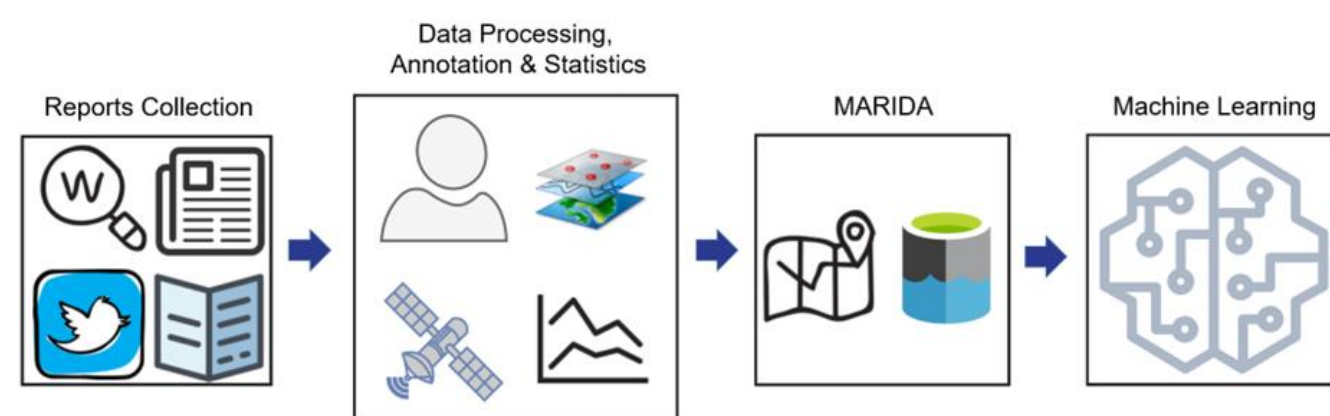 Data Processing,
Annotation & Statistics
Reports Collection
MARIDA
Machine Learning
W